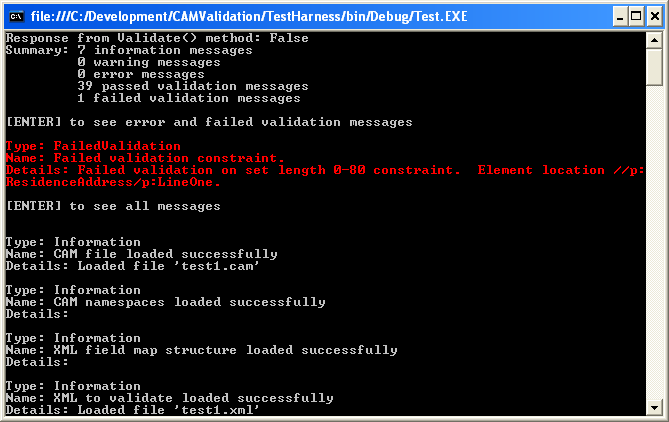 file:///C:/Development/CAMValidation/TestHarness/bin/Debug/Test.EXE
Response from Validate() method: False
Summary: 7 information messages
0 warning messages
0 error messages
39 passed validation messages
1 failed validation messages
[ENTER] to see error and failed validation messages
Type: FailedValidation
Name: Failed validation constraint.
Details: Failed validation on set length 0-80 constraint.  Element location //p:
ResidenceAddress/p:LineOne.
[ENTER] to see all messages
Type: Information
Name: CAM file loaded successfully
Details: Loaded file 'test1.cam'
Type: Information
Name: CAM namespaces loaded successfully
Details:
Type: Information
Name: XML field map structure loaded successfully
Details:
Type: Information
Name: XML to validate loaded successfully
Details: Loaded file 'test1.xml'